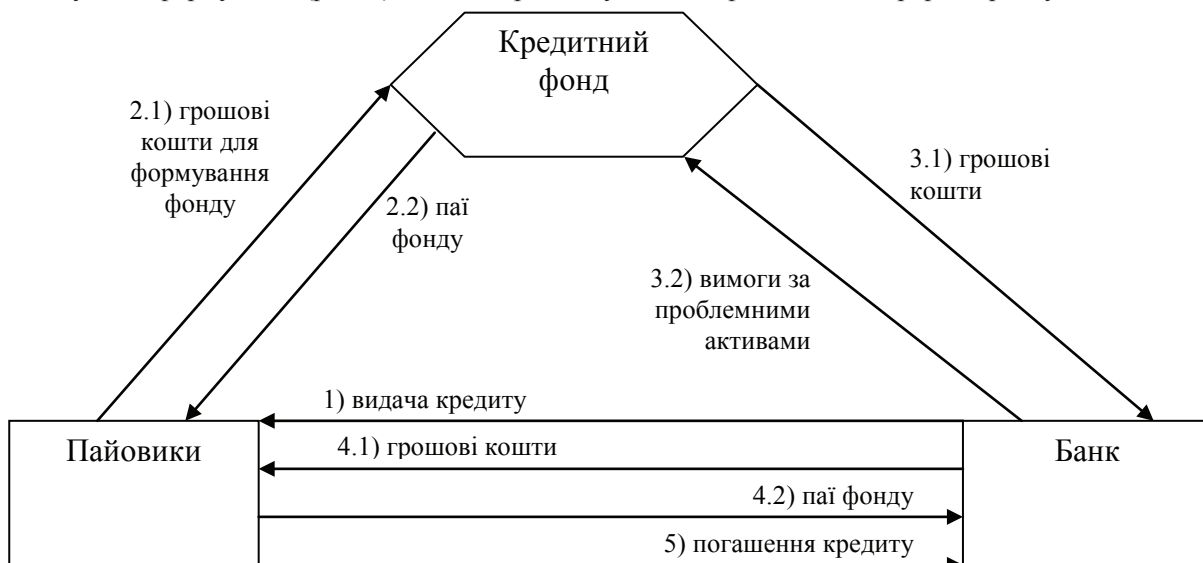 Кредитний
фонд
2.1) грошові
кошти для
формування
фонду
2.2) паї
фонду
3.1) грошові
кошти
3.2) вимоги за
проблемними
активами
1) видача кредиту
Пайовики
4.1) грошові кошти
Банк
4.2) паї фонду
5) погашення кредиту